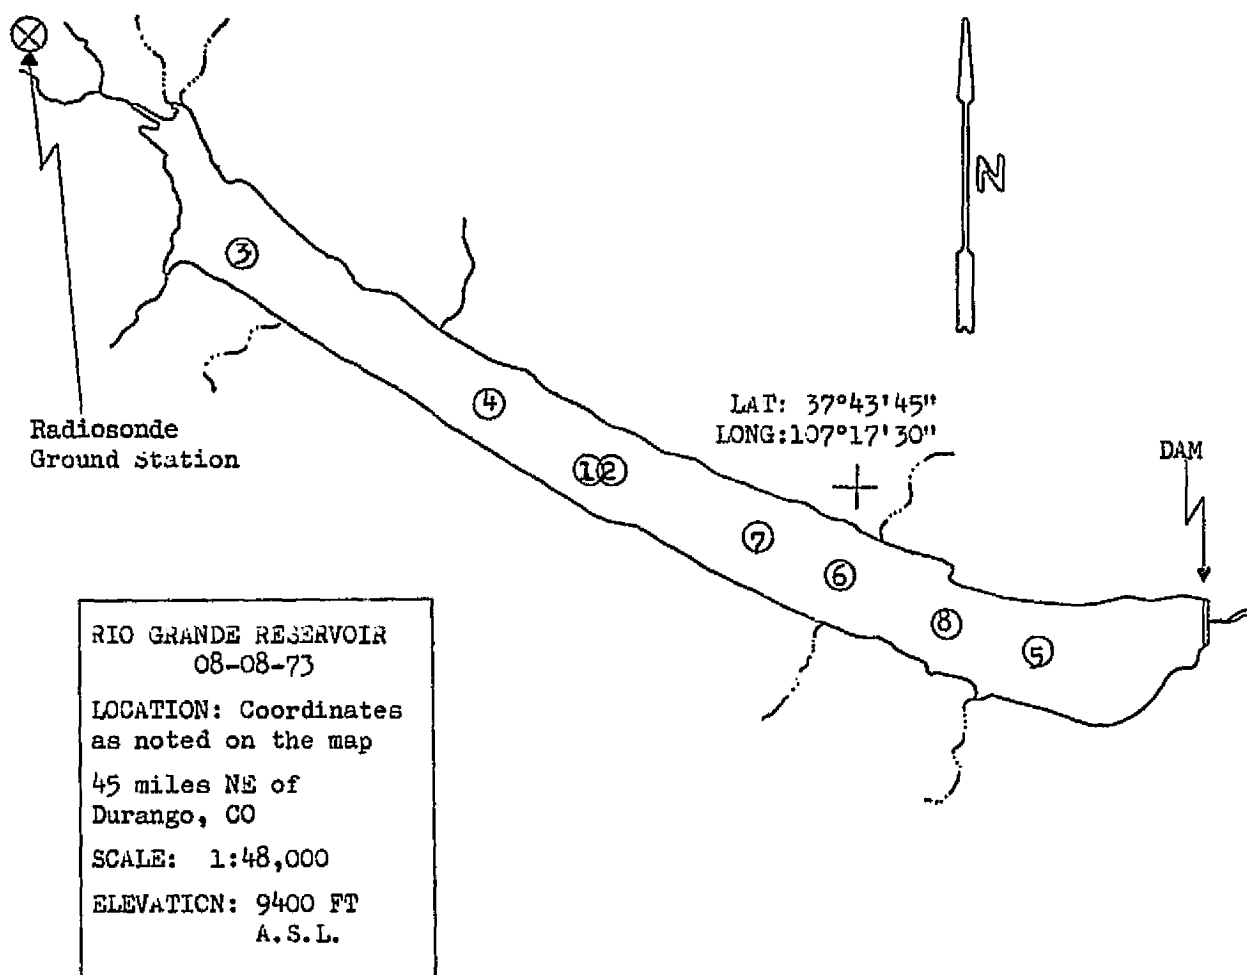 N
3
4
LAT: 37°43'45"
LONG:107°17'30"
Radiosonde
Ground Station
DAM
1 2
7
6
8
5
RIO GRANDE RESERVOIR
08-08-73
LOCATION: Coordinates
as noted on the map
45 miles NE of
Durango, CO
SCALE: 1:48,000
ELEVATION: 9400 FT
A.S.L.